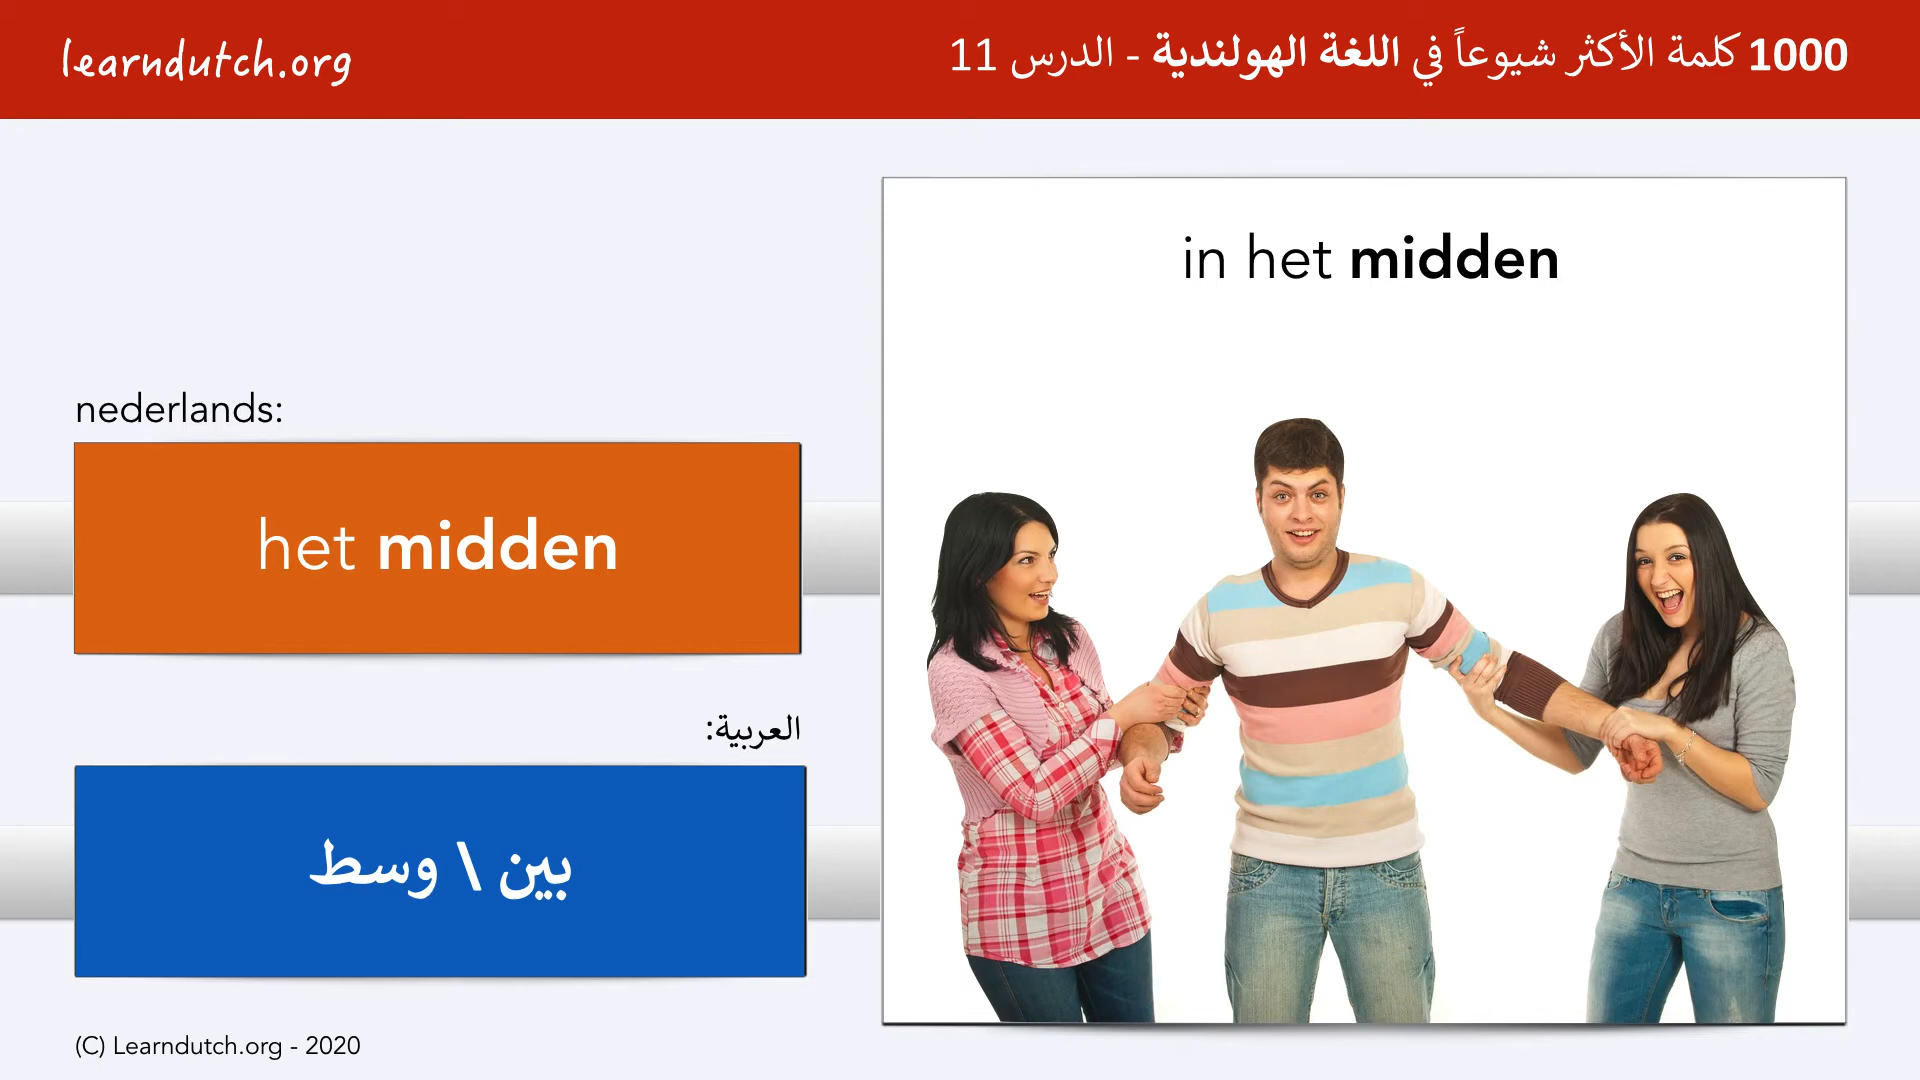 learndutch.org
1000 كلمة الأكثر شيوعاً في اللغة الهولندية - الدرس 11
in het midden
nederlands:
het midden
العربية:
بين \ وسط
(C) Learndutch.org - 2020